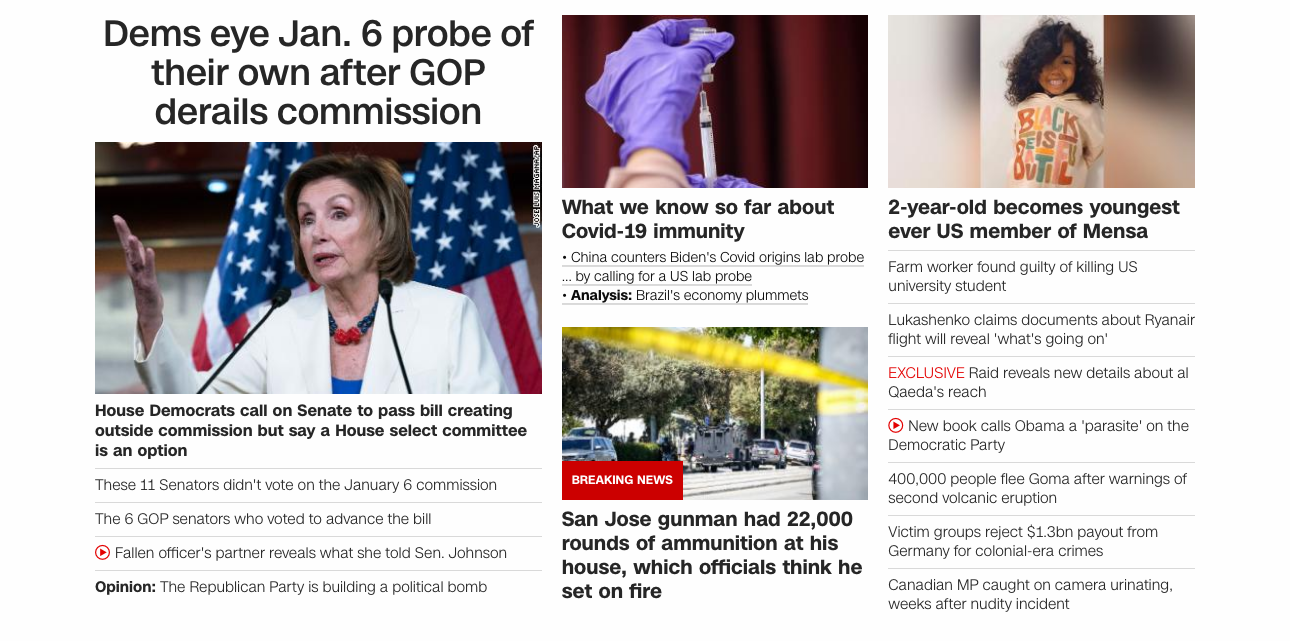 Dems eye Jan. 6 probe of
their own after GOP
derails commission
JOSE LUIS MAGANA/AP
House Democrats call on Senate to pass bill creating
outside commission but say a House select committee
is an option
These 11 Senators didn't vote on the January 6 commission
The 6 GOP senators who voted to advance the bill
Fallen officer's partner reveals what she told Sen. Johnson
Opinion: The Republican Party is building a political bomb
What we know so far about
Covid-19 immunity
• China counters Biden's Covid origins lab probe
... by calling for a US lab probe
• Analysis: Brazil's economy plummets
BREAKING NEWS
San Jose gunman had 22,000
rounds of ammunition at his
house, which officials think he
set on fire
BLACK
IS
2-year-old becomes youngest
ever US member of Mensa
Farm worker found guilty of killing US
university student
Lukashenko claims documents about Ryanair
flight will reveal 'what's going on'
EXCLUSIVE Raid reveals new details about al
Qaeda's reach
New book calls Obama a 'parasite' on the
Democratic Party
400,000 people flee Goma after warnings of
second volcanic eruption
Victim groups reject $1.3bn payout from
Germany for colonial-era crimes
Canadian MP caught on camera urinating,
weeks after nudity incident